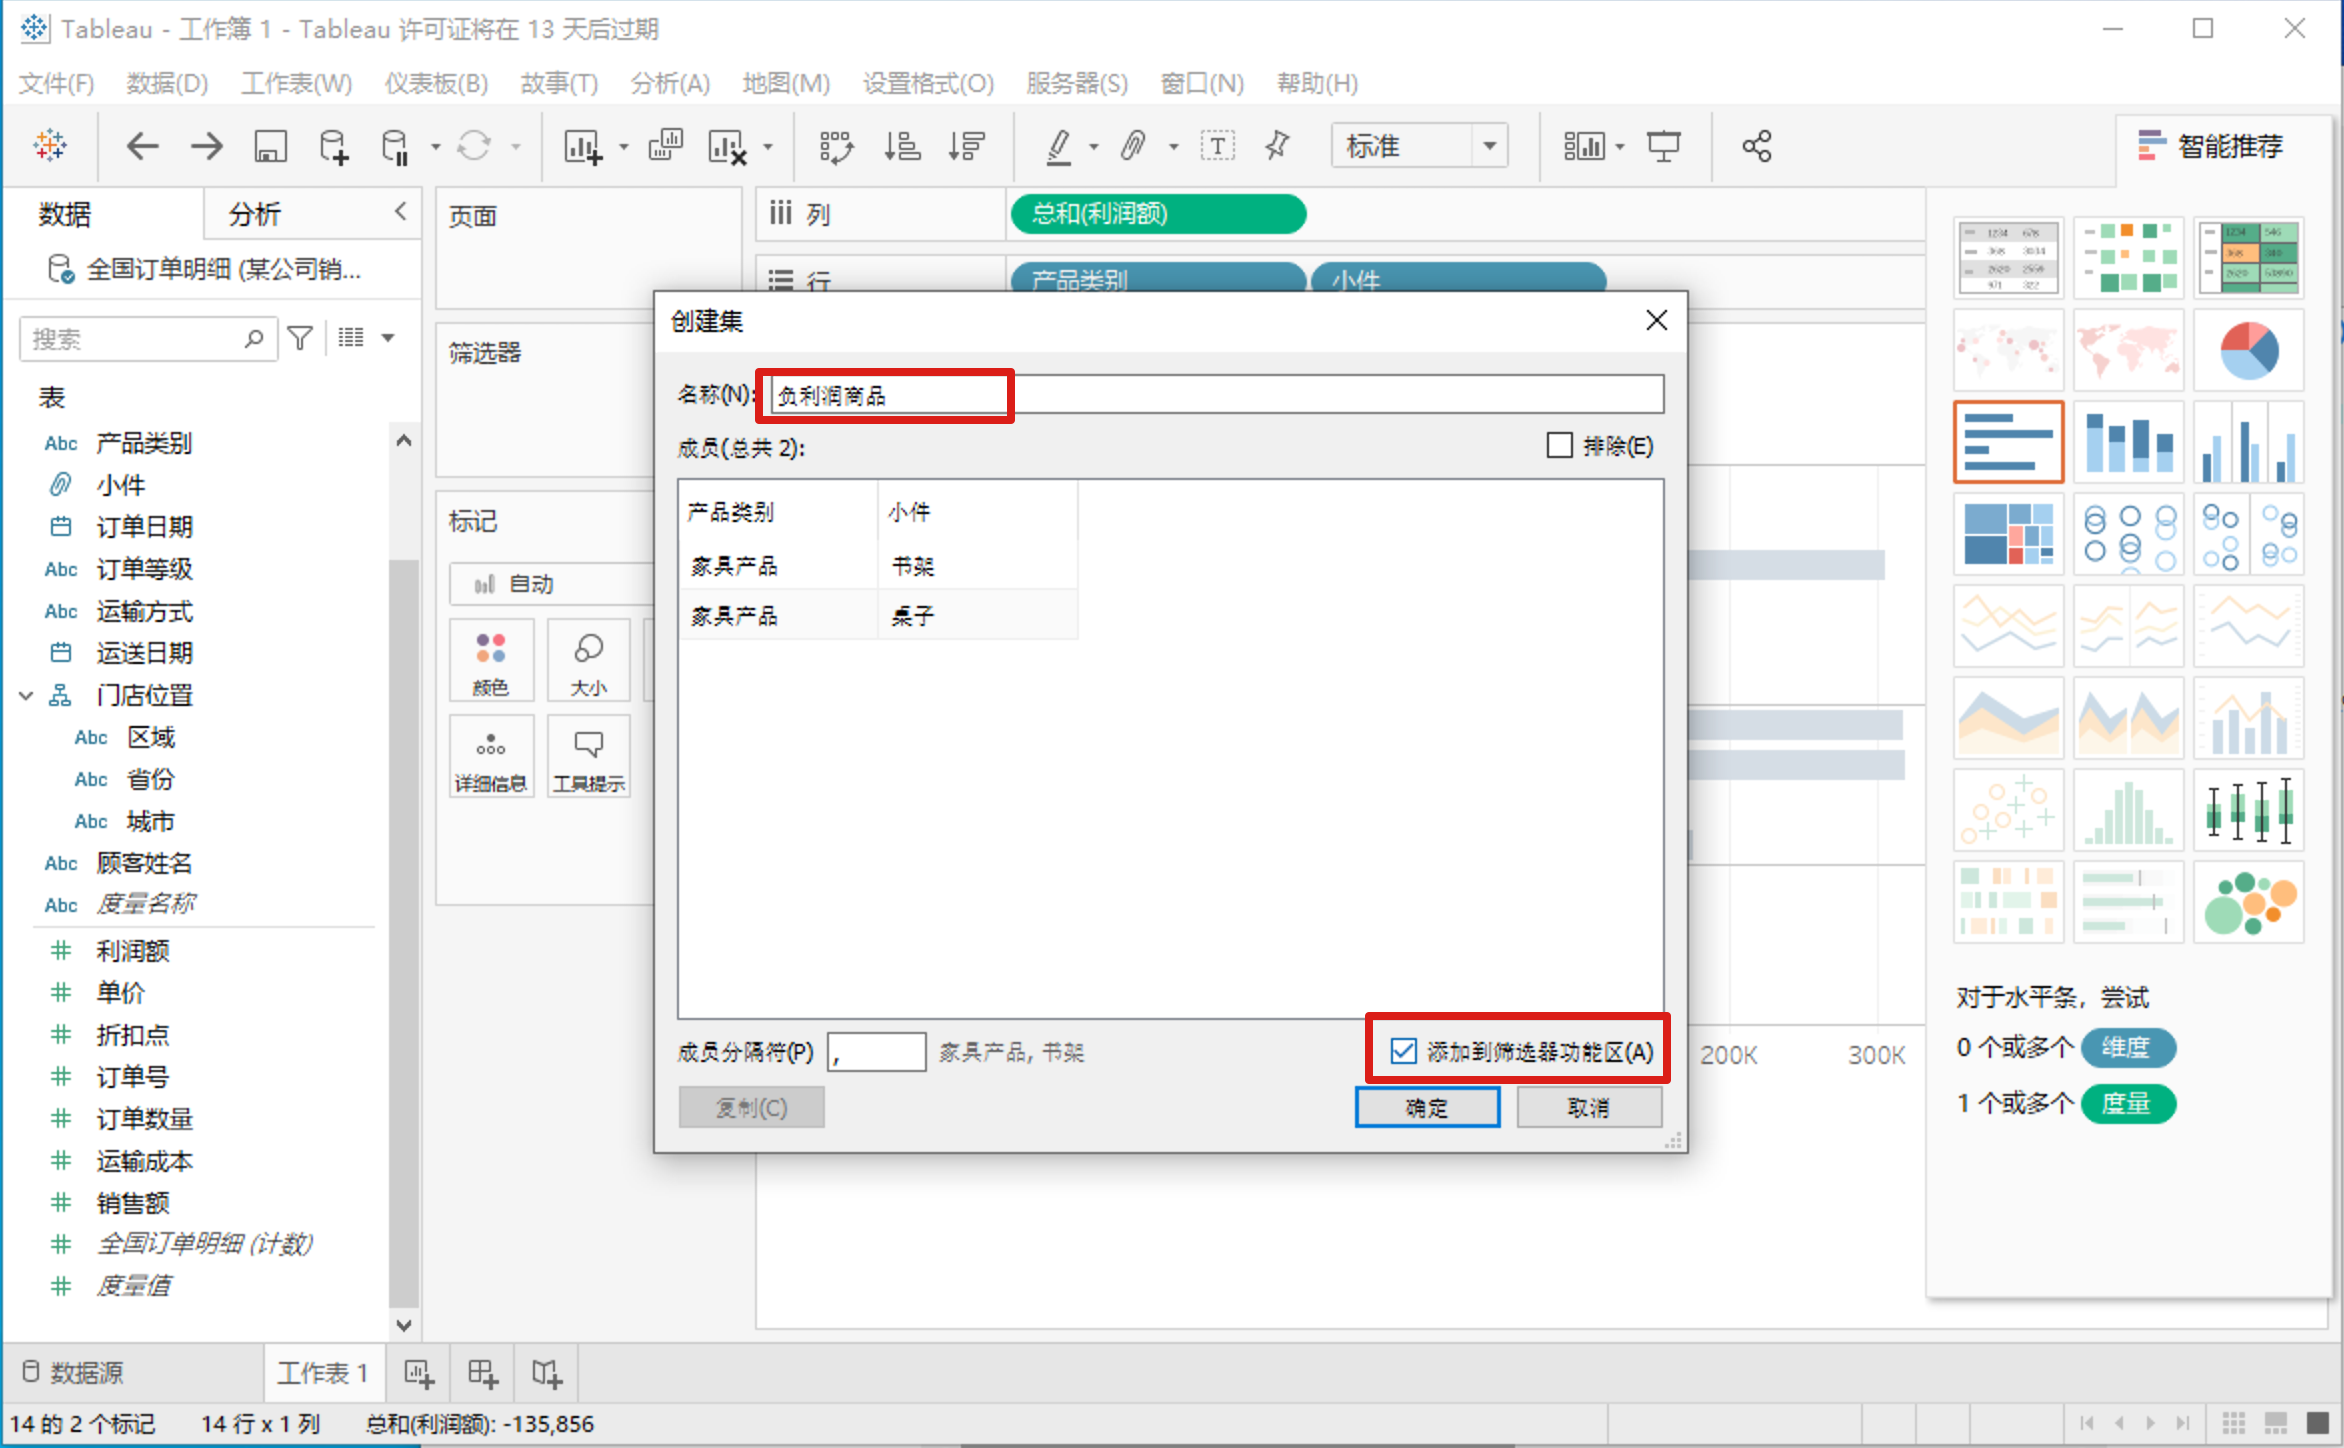 Tableau - 工作簿 1 - Tableau 许可证将在 13 天后过期
文件(F) 数据(D) 工作表(W) 仪表板(B) 故事(T) 分析(A) 地图(M) 设置格式(O) 服务器(S) 窗口(N) 帮助(H)
标准
智能推荐
数据 分析
全国订单明细 (某公司销...
搜索
表
Abc 产品类别
小件
订单日期
Abc 订单等级
Abc 运输方式
运送日期
门店位置
Abc 区域
Abc 省份
Abc 城市
Abc 顾客姓名
Abc 度量名称
利润额
单价
折扣点
订单号
订单数量
运输成本
销售额
全国订单明细 (计数)
度量值
页面
筛选器
标记
自动
颜色 大小
详细信息 工具提示
列 总和(利润额)
行 产品类别 小件
创建集
名称(N): 负利润商品
成员(总共 2): 排除(E)
产品类别 小件
家具产品 书架
家具产品 桌子
成员分隔符(P) , 家具产品, 书架
添加到筛选器功能区(A)
复制(C) 确定 取消
200K 300K
对于水平条，尝试
0 个或多个 维度
1 个或多个 度量
数据源 工作表 1
14 的 2 个标记 14 行 x 1 列 总和(利润额): -135,856